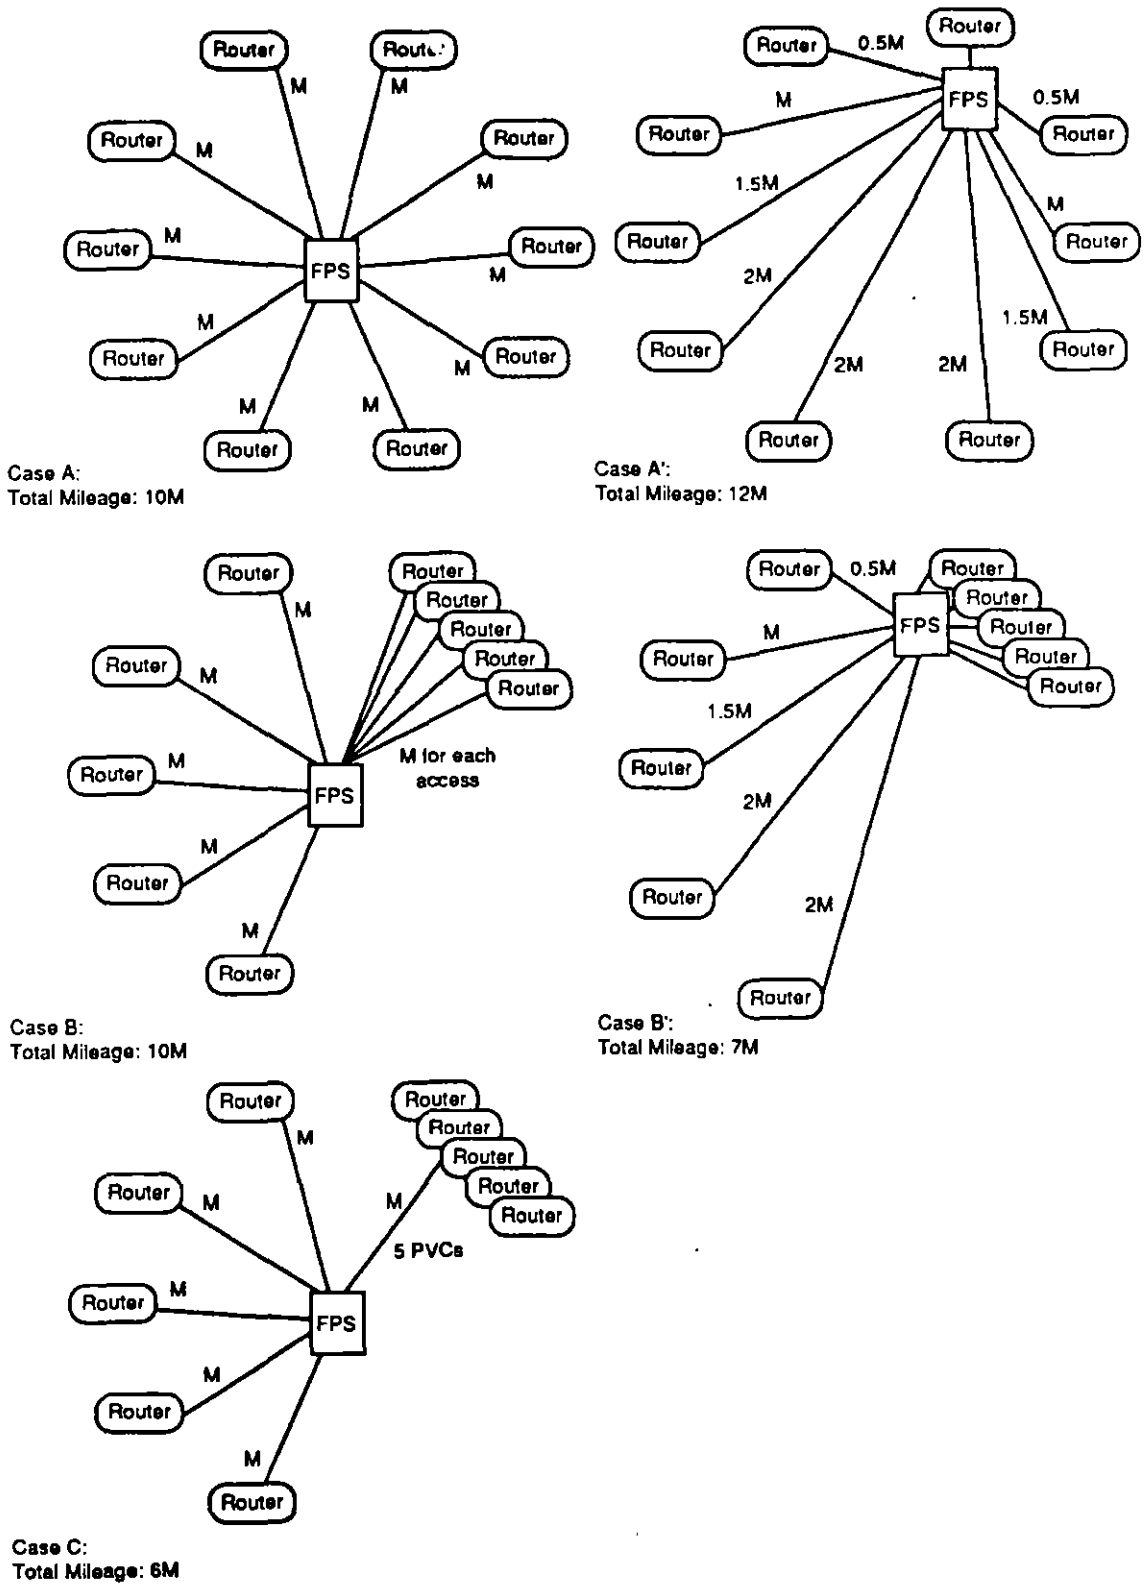 Router
Router
M
M
Router
M
Router
M
Router
M
Router
M
FPS
Router
M
Router
M
Router
M
Router
M
Case A:
Total Mileage: 10M
Router
0.5M
Router
FPS
Router
M
0.5M
Router
Router
1.5M
M
Router
Router
2M
1.5M
Router
2M
2M
Router
Router
Case A':
Total Mileage: 12M
Router
M
Router
Router
Router
Router
Router
Router
M
Router
M
FPS
M for each
access
Router
M
Router
M
Case B:
Total Mileage: 10M
Router
0.5M
Router
Router
Router
Router
Router
FPS
Router
M
Router
1.5M
Router
2M
Router
2M
Case B':
Total Mileage: 7M
Router
M
Router
Router
Router
Router
Router
Router
M
M
5 PVCs
Router
M
FPS
Router
M
Router
M
Case C:
Total Mileage: 6M